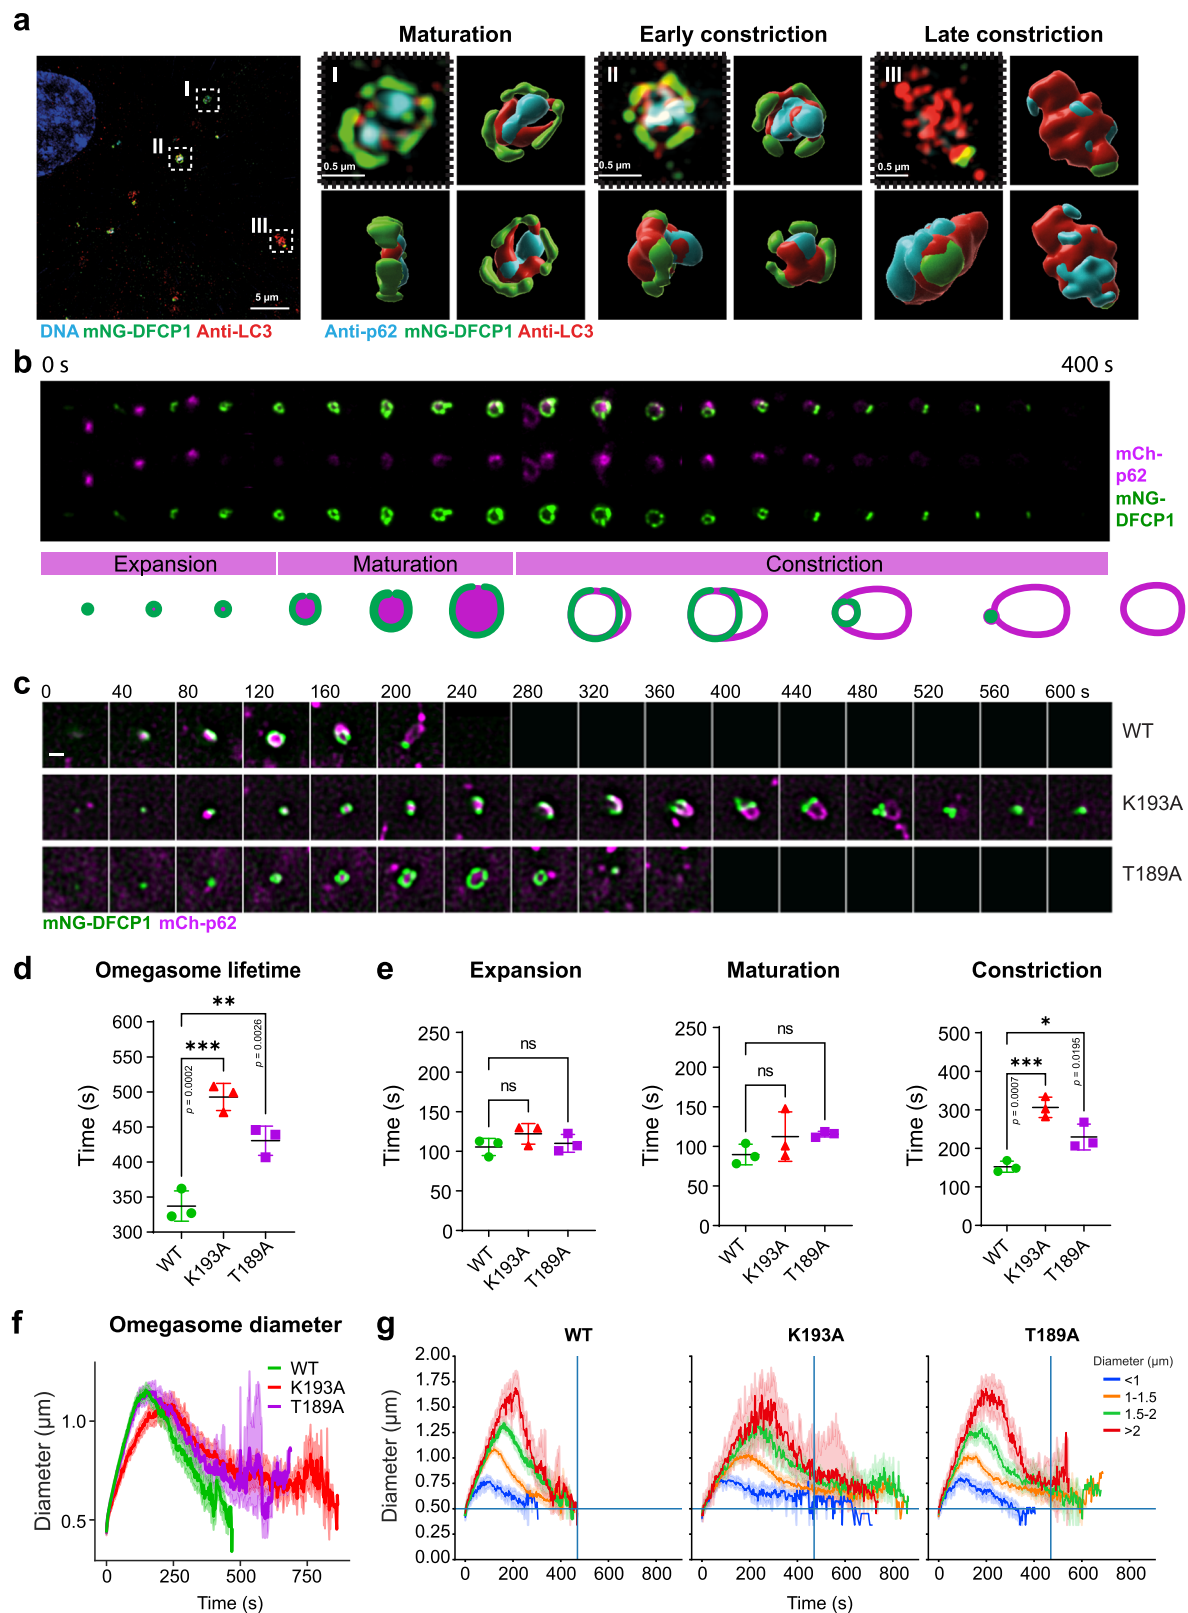 a
Maturation
Early constriction
Late constriction
I
II
III
5 µm
I
0.5 µm
II
0.5 µm
III
0.5 µm
DNA mNG-DFCP1 Anti-LC3
Anti-p62 mNG-DFCP1 Anti-LC3
b
0 s
400 s
mCh-
p62
mNG-
DFCP1
Expansion
Maturation
Constriction
c
0 40 80 120 160 200 240 280 320 360 400 440 480 520 560 600 s
WT
K193A
T189A
mNG-DFCP1 mCh-p62
d
Omegasome lifetime
Time (s)
600
550
500
450
400
350
300
**
***
p = 0.0002
p = 0.0026
WT
K193A
T189A
e
Expansion
Time (s)
250
200
150
100
50
0
ns
ns
WT
K193A
T189A
Maturation
Time (s)
250
200
150
100
50
0
ns
ns
WT
K193A
T189A
Constriction
Time (s)
500
400
300
200
100
0
*
***
p = 0.0007
p = 0.0195
WT
K193A
T189A
f
Omegasome diameter
WT
K193A
T189A
Diameter (µm)
1.0
0.5
0 250 500 750
Time (s)
g
WT
K193A
T189A
Diameter (µm)
2.00
1.75
1.50
1.25
1.00
0.75
0.50
0.25
0.00
0 200 400 600 800
0 200 400 600 800
0 200 400 600 800
Time (s)
Diameter (µm)
<1
1-1.5
1.5-2
>2